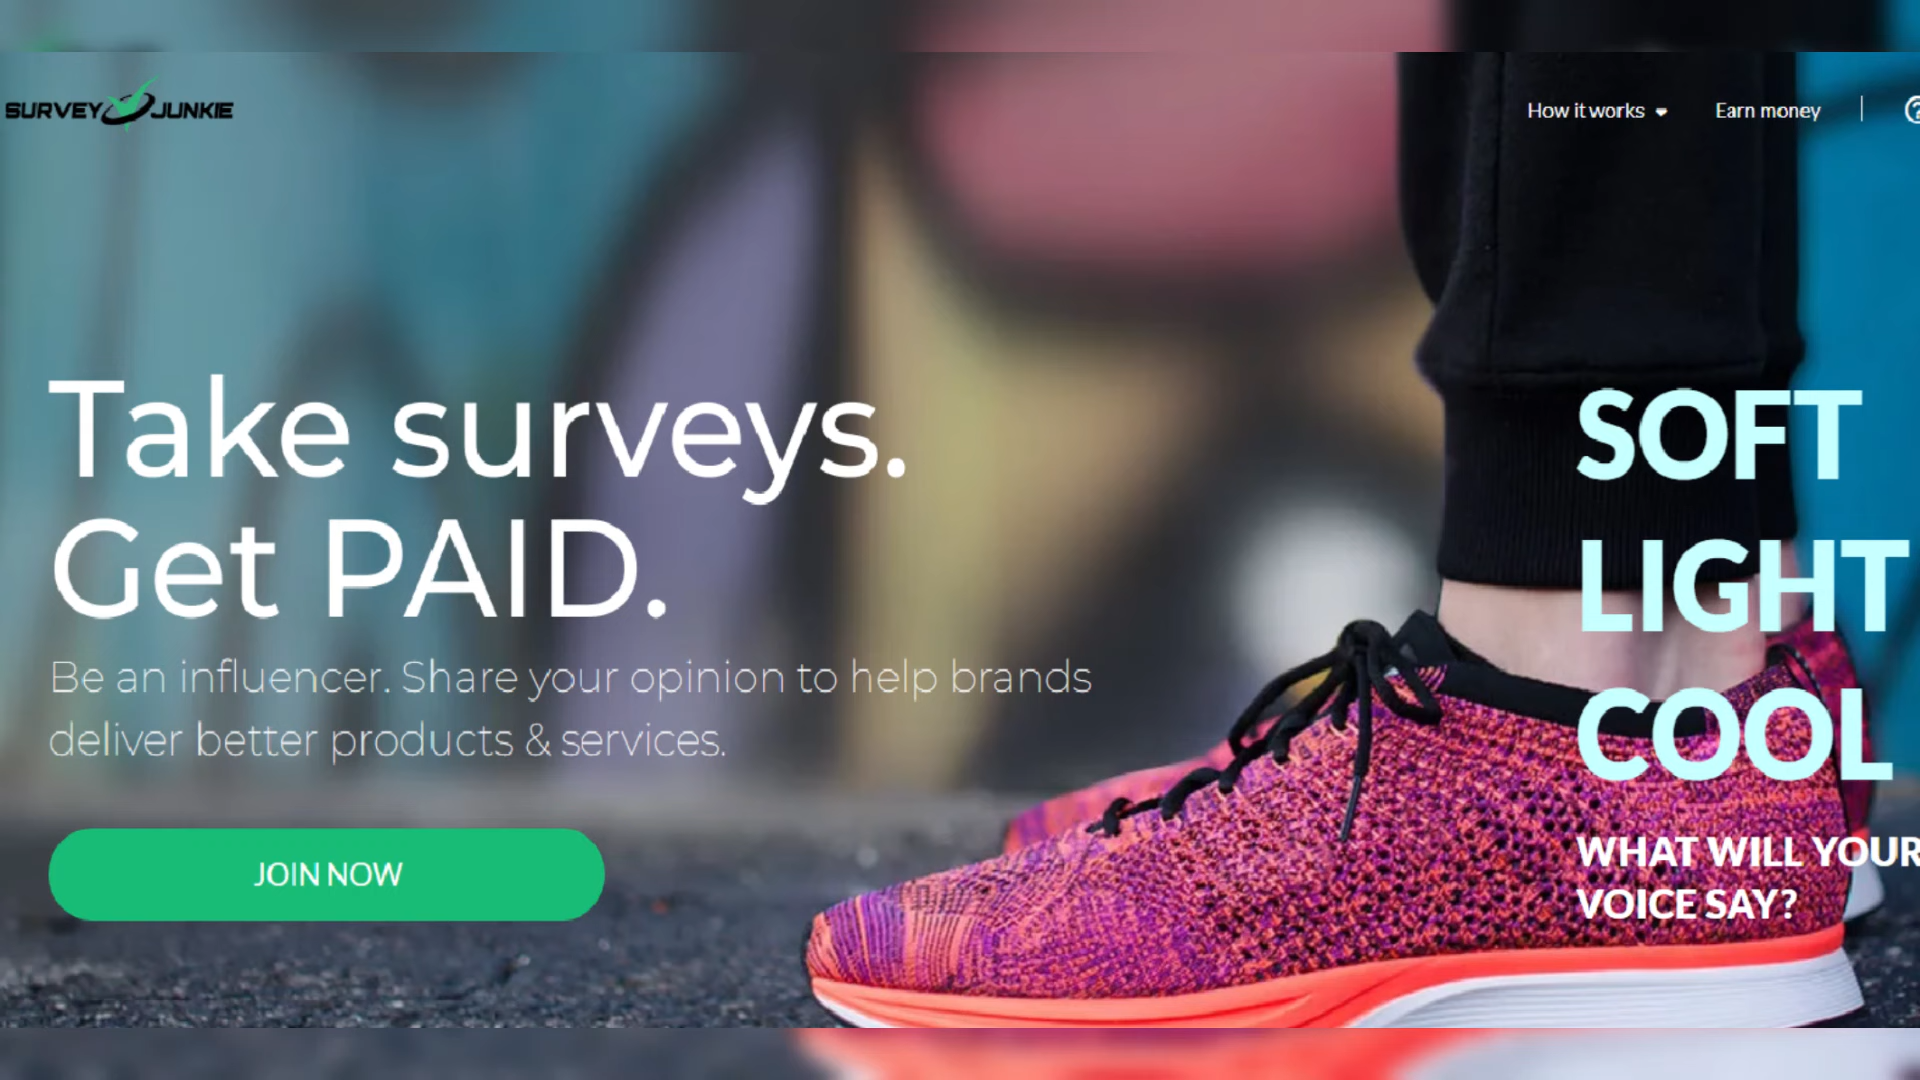 SURVEY JUNKIE
How it works
Earn money
Take surveys.
Get PAID.
Be an influencer. Share your opinion to help brands
deliver better products & services.
JOIN NOW
SOFT
LIGHT
COOL
WHAT WILL YOUR
VOICE SAY?